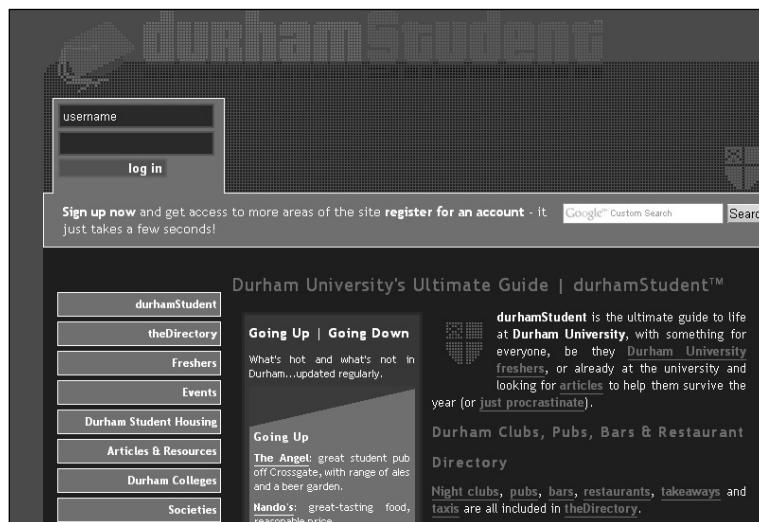 durhamStudent
username
log in
Sign up now and get access to more areas of the site register for an account - it
just takes a few seconds!
Google™ Custom Search
Searc
durhamStudent
theDirectory
Freshers
Events
Durham Student Housing
Articles & Resources
Durham Colleges
Societies
Durham University's Ultimate Guide | durhamStudent™
Going Up | Going Down
What's hot and what's not in
Durham...updated regularly.
Going Up
The Angel: great student pub
off Crossgate, with range of ales
and a beer garden.
Nando's: great-tasting food,
reasonable price
durhamStudent is the ultimate guide to life
at Durham University, with something for
everyone, be they Durham University
freshers, or already at the university and
looking for articles to help them survive the
year (or just procrastinate).
Durham Clubs, Pubs, Bars & Restaurant
Directory
Night clubs, pubs, bars, restaurants, takeaways and
taxis are all included in theDirectory.